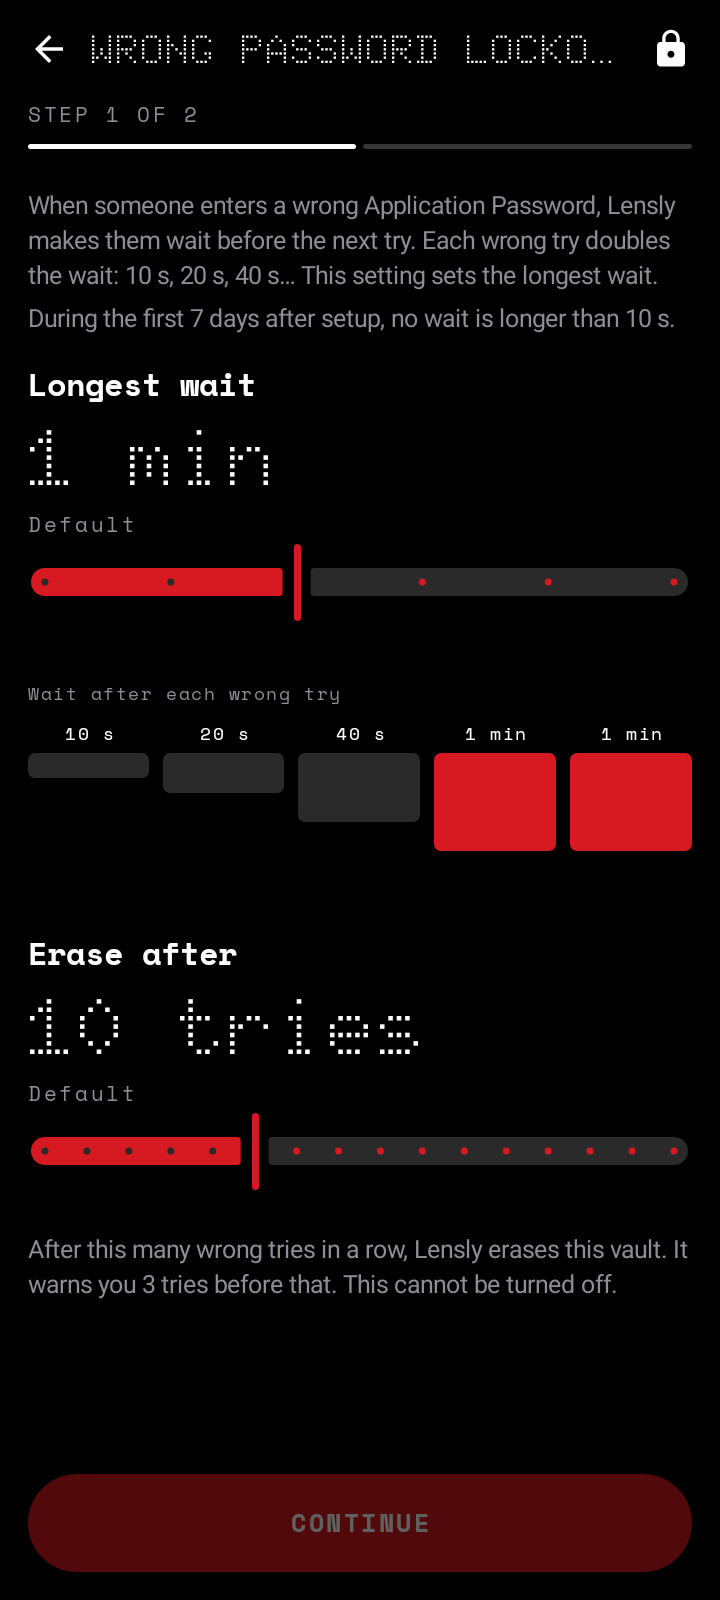 WRONG PASSWORD LOCKO...
STEP 1 OF 2
When someone enters a wrong Application Password, Lensly
makes them wait before the next try. Each wrong try doubles
the wait: 10 s, 20 s, 40 s... This setting sets the longest wait.
During the first 7 days after setup, no wait is longer than 10 s.
Longest wait
1 min
Default
Wait after each wrong try
10 s 20 s 40 s 1 min 1 min
Erase after
10 tries
Default
After this many wrong tries in a row, Lensly erases this vault. It
warns you 3 tries before that. This cannot be turned off.
CONTINUE